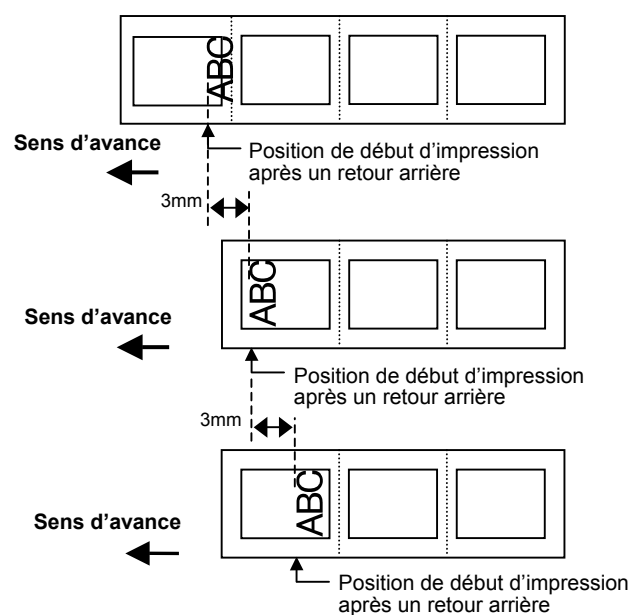 ABC
Sens d'avance
Position de début d'impression
après un retour arrière
3mm
ABC
Sens d'avance
Position de début d'impression
après un retour arrière
3mm
ABC
Sens d'avance
Position de début d'impression
après un retour arrière